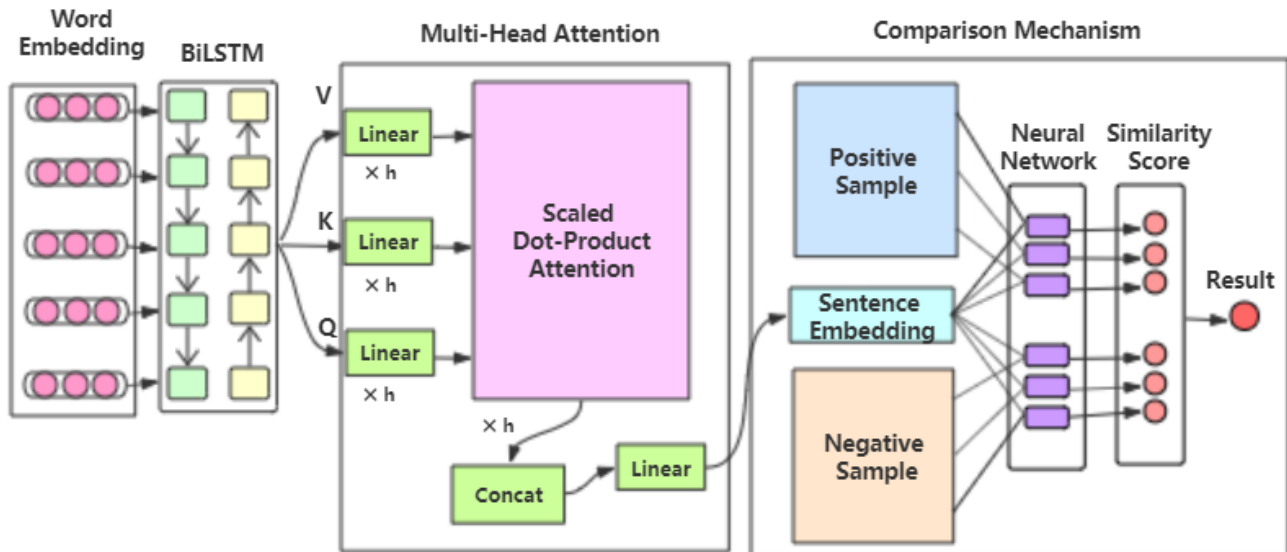 Word
Embedding
BiLSTM
Multi-Head Attention
Comparison Mechanism
V
Linear
× h
K
Linear
× h
Q
Linear
× h
Scaled
Dot-Product
Attention
× h
Concat
Linear
Positive
Sample
Sentence
Embedding
Negative
Sample
Neural
Network
Similarity
Score
Result